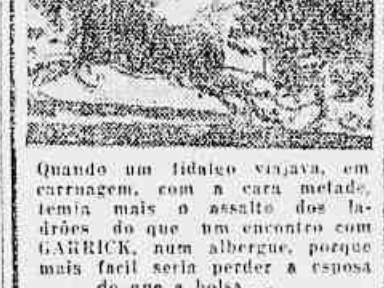 Quando um fidalgo viajava, em
carruagem, com a cara metade,
temia mais o assalto dos la-
drões do que um encontro com
GARRICK, num albergue, porque
mais facil seria perder a esposa
do que a bolsa